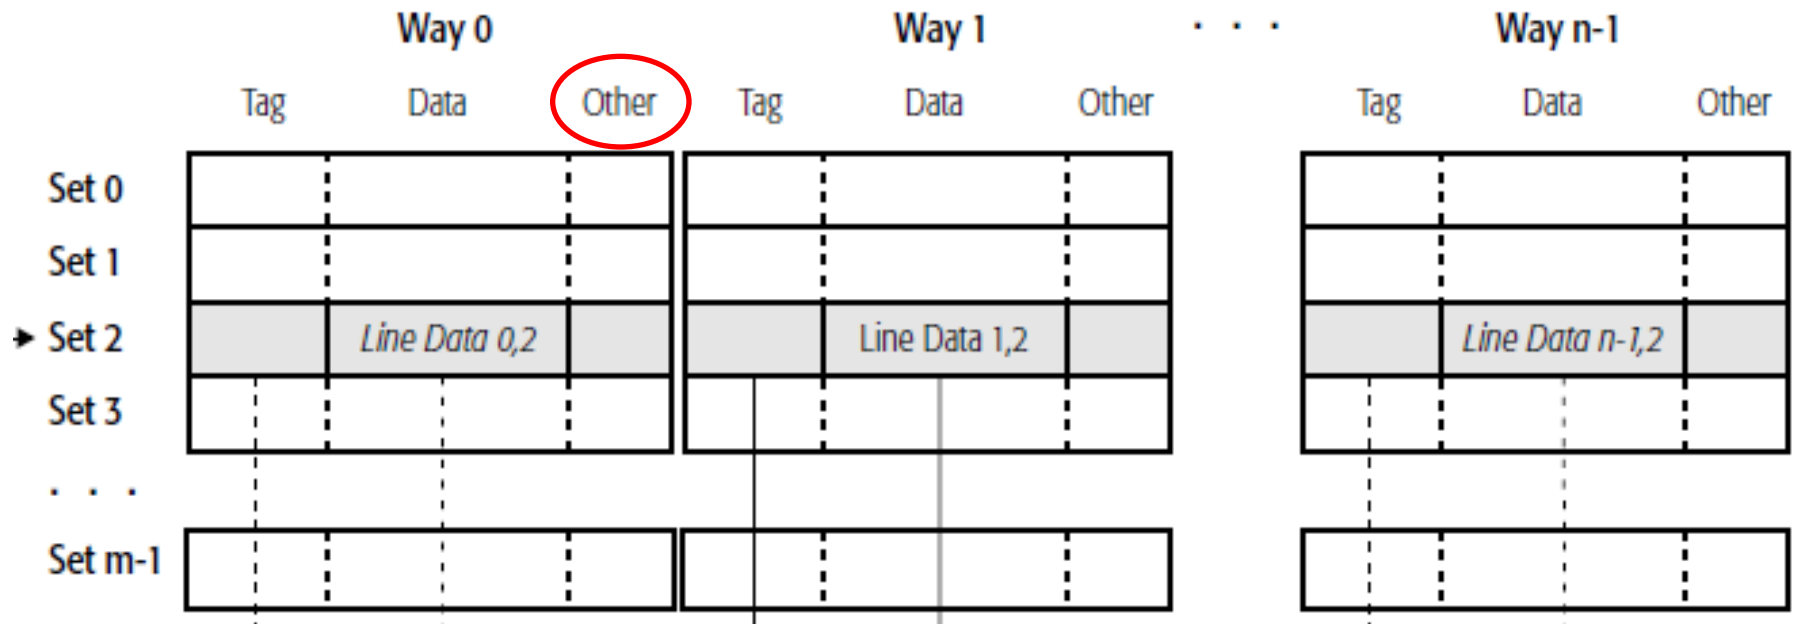 Way 0 Way 1 . . . Way n-1
Tag Data Other Tag Data Other Tag Data Other
Set 0
Set 1
Set 2 Line Data 0,2 Line Data 1,2 Line Data n-1,2
Set 3
. . .
Set m-1